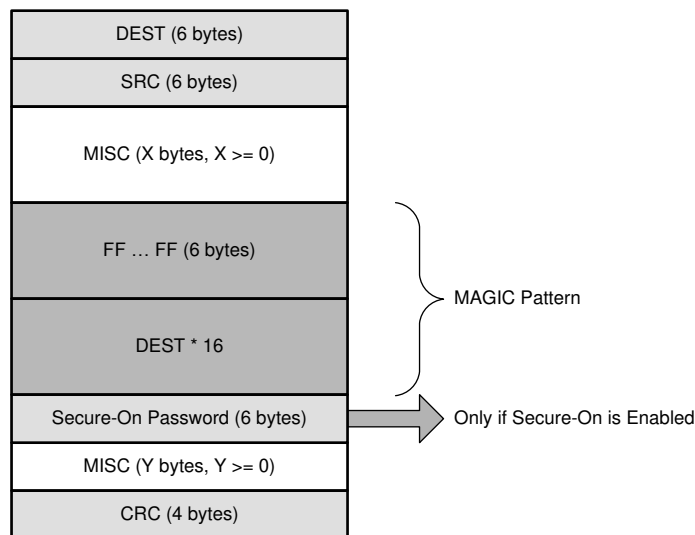 DEST (6 bytes)
SRC (6 bytes)
MISC (X bytes, X >= 0)
FF … FF (6 bytes)
MAGIC Pattern
DEST * 16
Secure-On Password (6 bytes)
Only if Secure-On is Enabled
MISC (Y bytes, Y >= 0)
CRC (4 bytes)